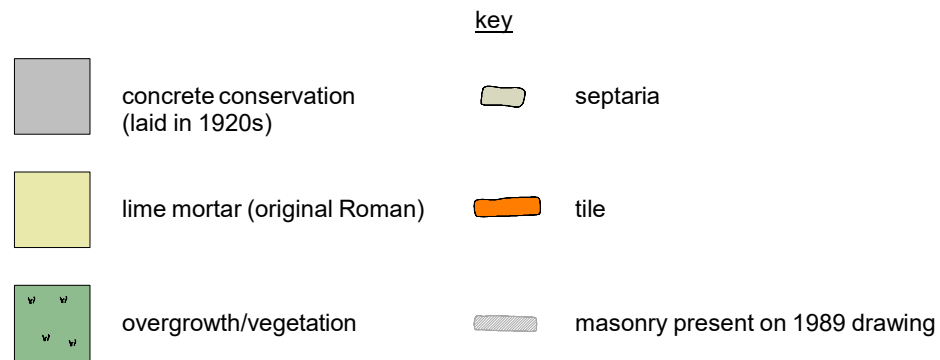 key
concrete conservation
(laid in 1920s)
septaria
lime mortar (original Roman)
tile
overgrowth/vegetation
masonry present on 1989 drawing